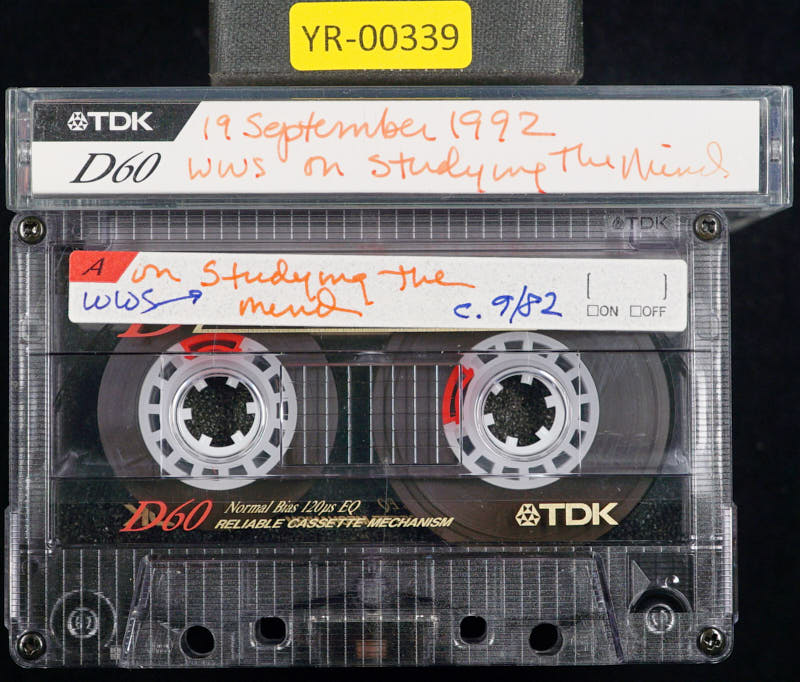 YR-00339
TDK
19 September 1992
D60
WWS on Studying The Mind
TDK
A
on Studying the
WWS → mind
c. 9/82
[ ]
□ON □OFF
D60
Normal Bias 120µs EQ
RELIABLE CASSETTE MECHANISM
TDK